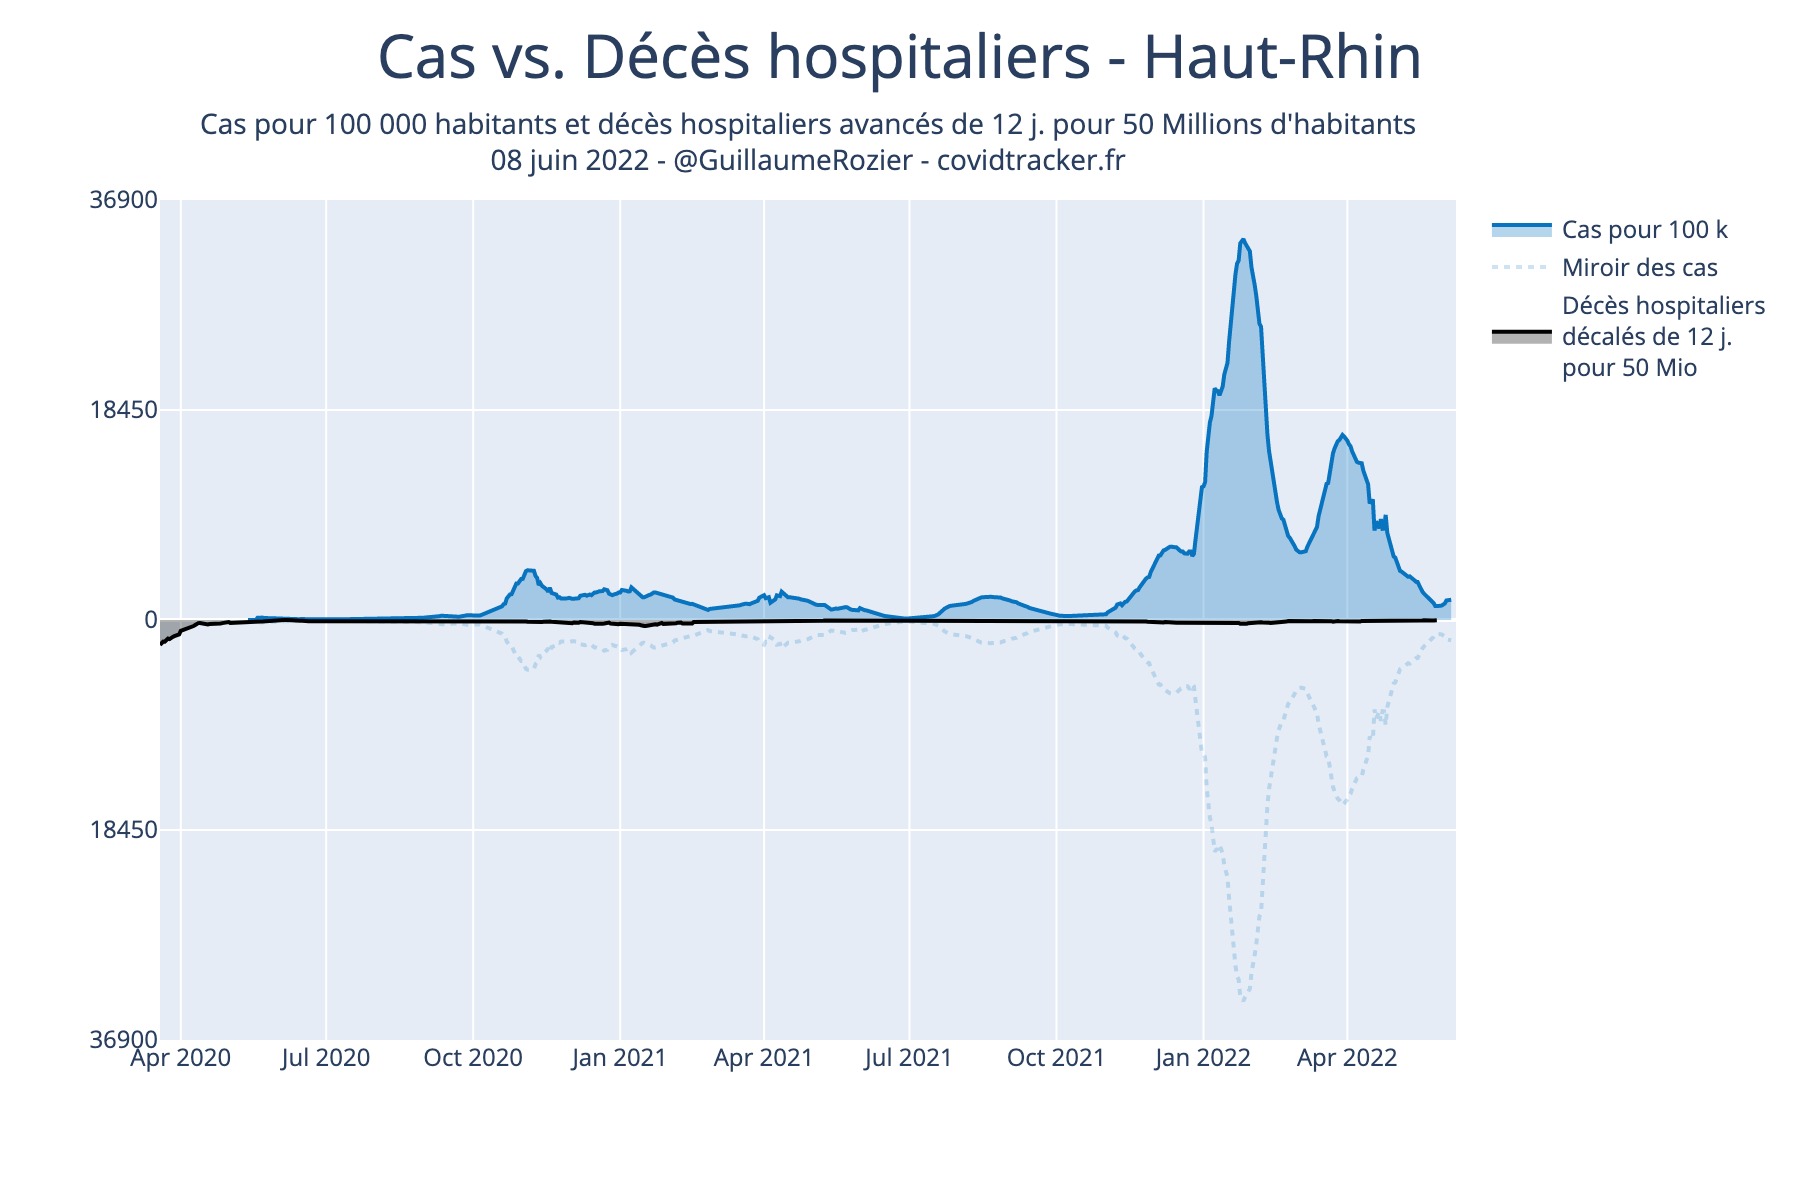 Cas vs. Décès hospitaliers - Haut-Rhin
Cas pour 100 000 habitants et décès hospitaliers avancés de 12 j. pour 50 Millions d'habitants
08 juin 2022 - @GuillaumeRozier - covidtracker.fr
36900
18450
0
18450
36900
Apr 2020
Jul 2020
Oct 2020
Jan 2021
Apr 2021
Jul 2021
Oct 2021
Jan 2022
Apr 2022
Cas pour 100 k
Miroir des cas
Décès hospitaliers
décalés de 12 j.
pour 50 Mio